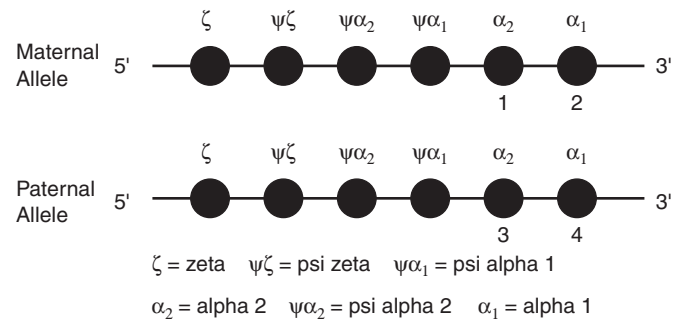 ζ ψζ ψα₂ ψα₁ α₂ α₁
Maternal Allele 5' 3'
1 2
ζ ψζ ψα₂ ψα₁ α₂ α₁
Paternal Allele 5' 3'
3 4
ζ = zeta ψζ = psi zeta ψα₁ = psi alpha 1
α₂ = alpha 2 ψα₂ = psi alpha 2 α₁ = alpha 1